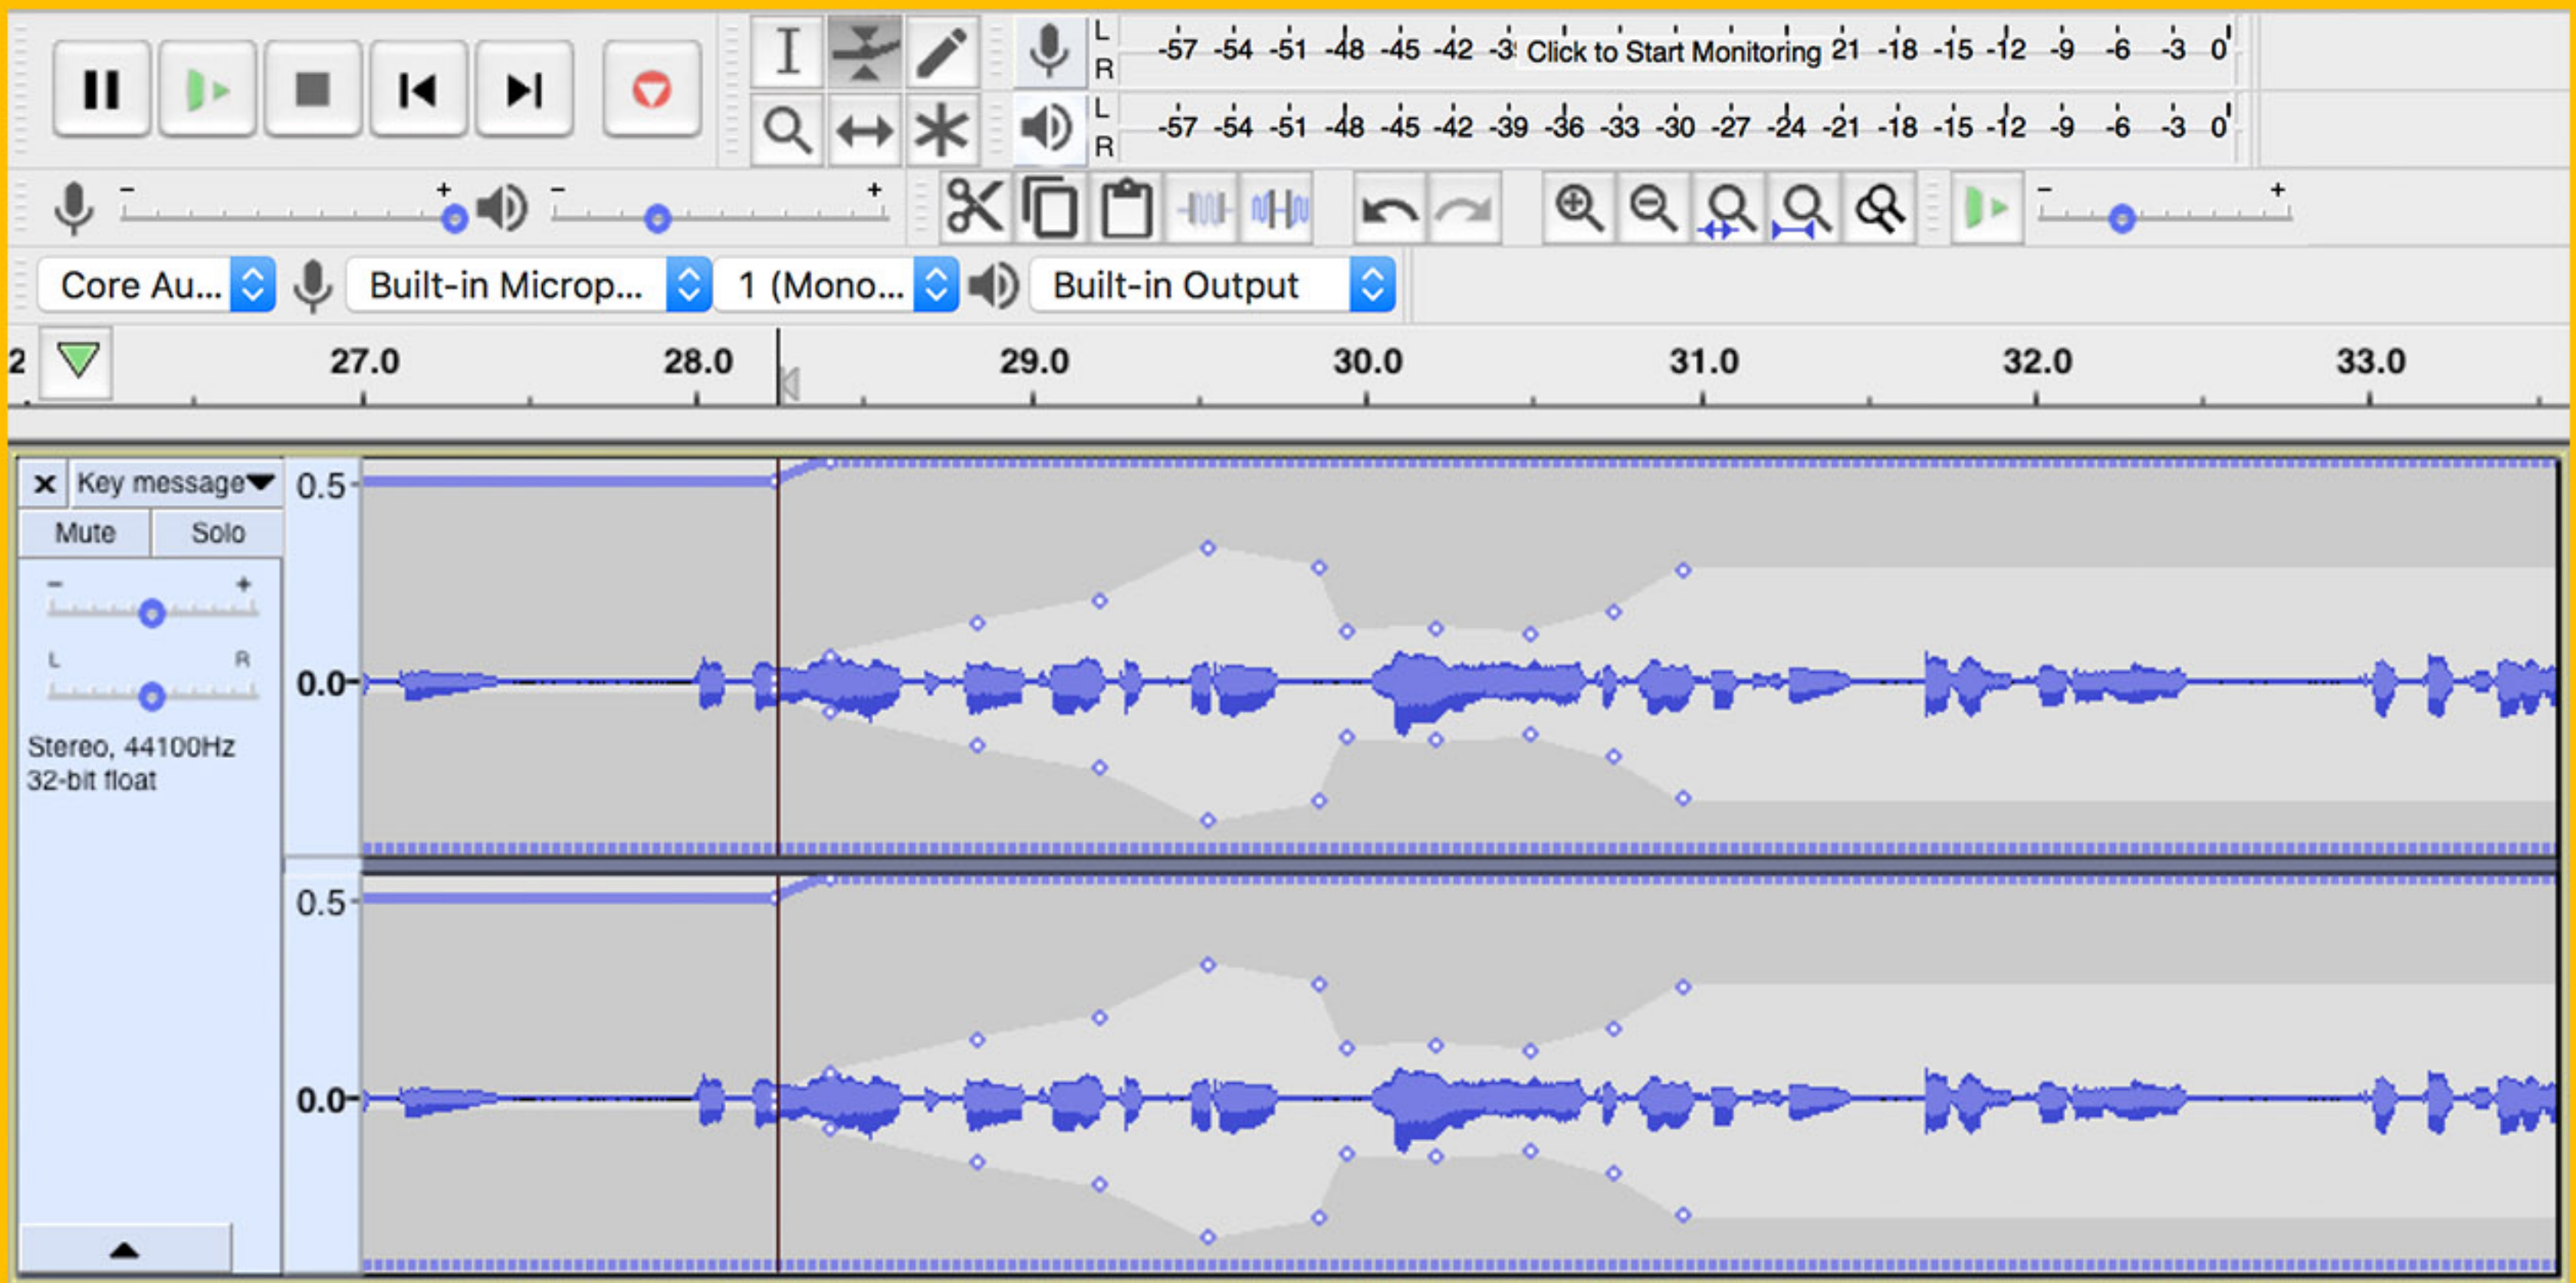 L
R
-57 -54 -51 -48 -45 -42 -3 Click to Start Monitoring 21 -18 -15 -12 -9 -6 -3 0
L
R
-57 -54 -51 -48 -45 -42 -39 -36 -33 -30 -27 -24 -21 -18 -15 -12 -9 -6 -3 0
- + - + - +
Core Au... Built-in Microp... 1 (Mono... Built-in Output
2 27.0 28.0 29.0 30.0 31.0 32.0 33.0
x Key message 0.5
Mute Solo
- +
L R
0.0
Stereo, 44100Hz
32-bit float
0.5
0.0